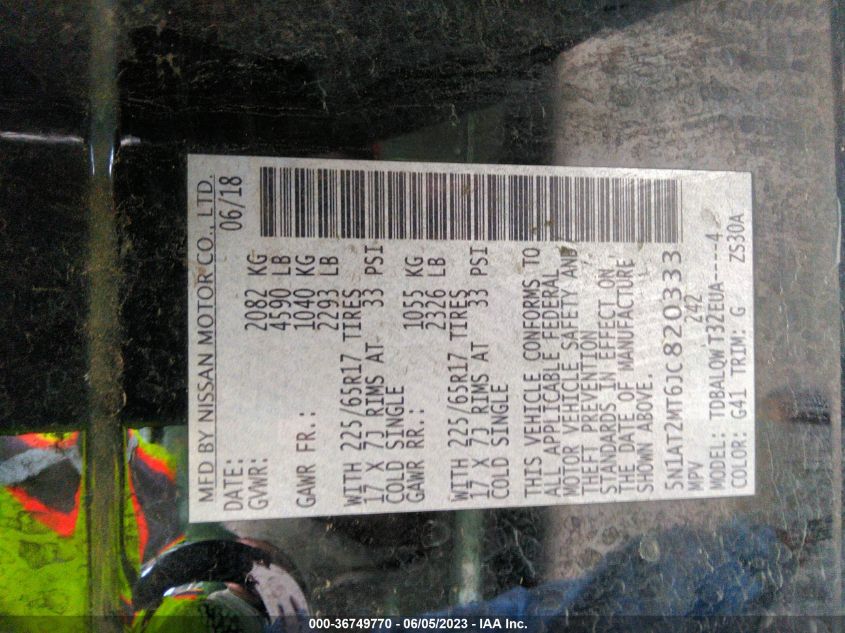 MFD BY NISSAN MOTOR CO., LTD.
DATE: 06/18
GVWR: 2082 KG
4590 LB
GAWR FR.: 1040 KG
2293 LB
WITH 225/65R17 TIRES
17 X 7J RIMS AT 33 PSI
COLD SINGLE
GAWR RR.: 1055 KG
2326 LB
WITH 225/65R17 TIRES
17 X 7J RIMS AT 33 PSI
COLD SINGLE
THIS VEHICLE CONFORMS TO
ALL APPLICABLE FEDERAL
MOTOR VEHICLE SAFETY AND
THEFT PREVENTION
STANDARDS IN EFFECT ON
THE DATE OF MANUFACTURE
SHOWN ABOVE.
5N1AT2MT6JC820333
MPV 242
MODEL: TDBALQW T32EUA----4
COLOR: G41 TRIM: G ZS30A
000-36749770 - 06/05/2023 - IAA Inc.